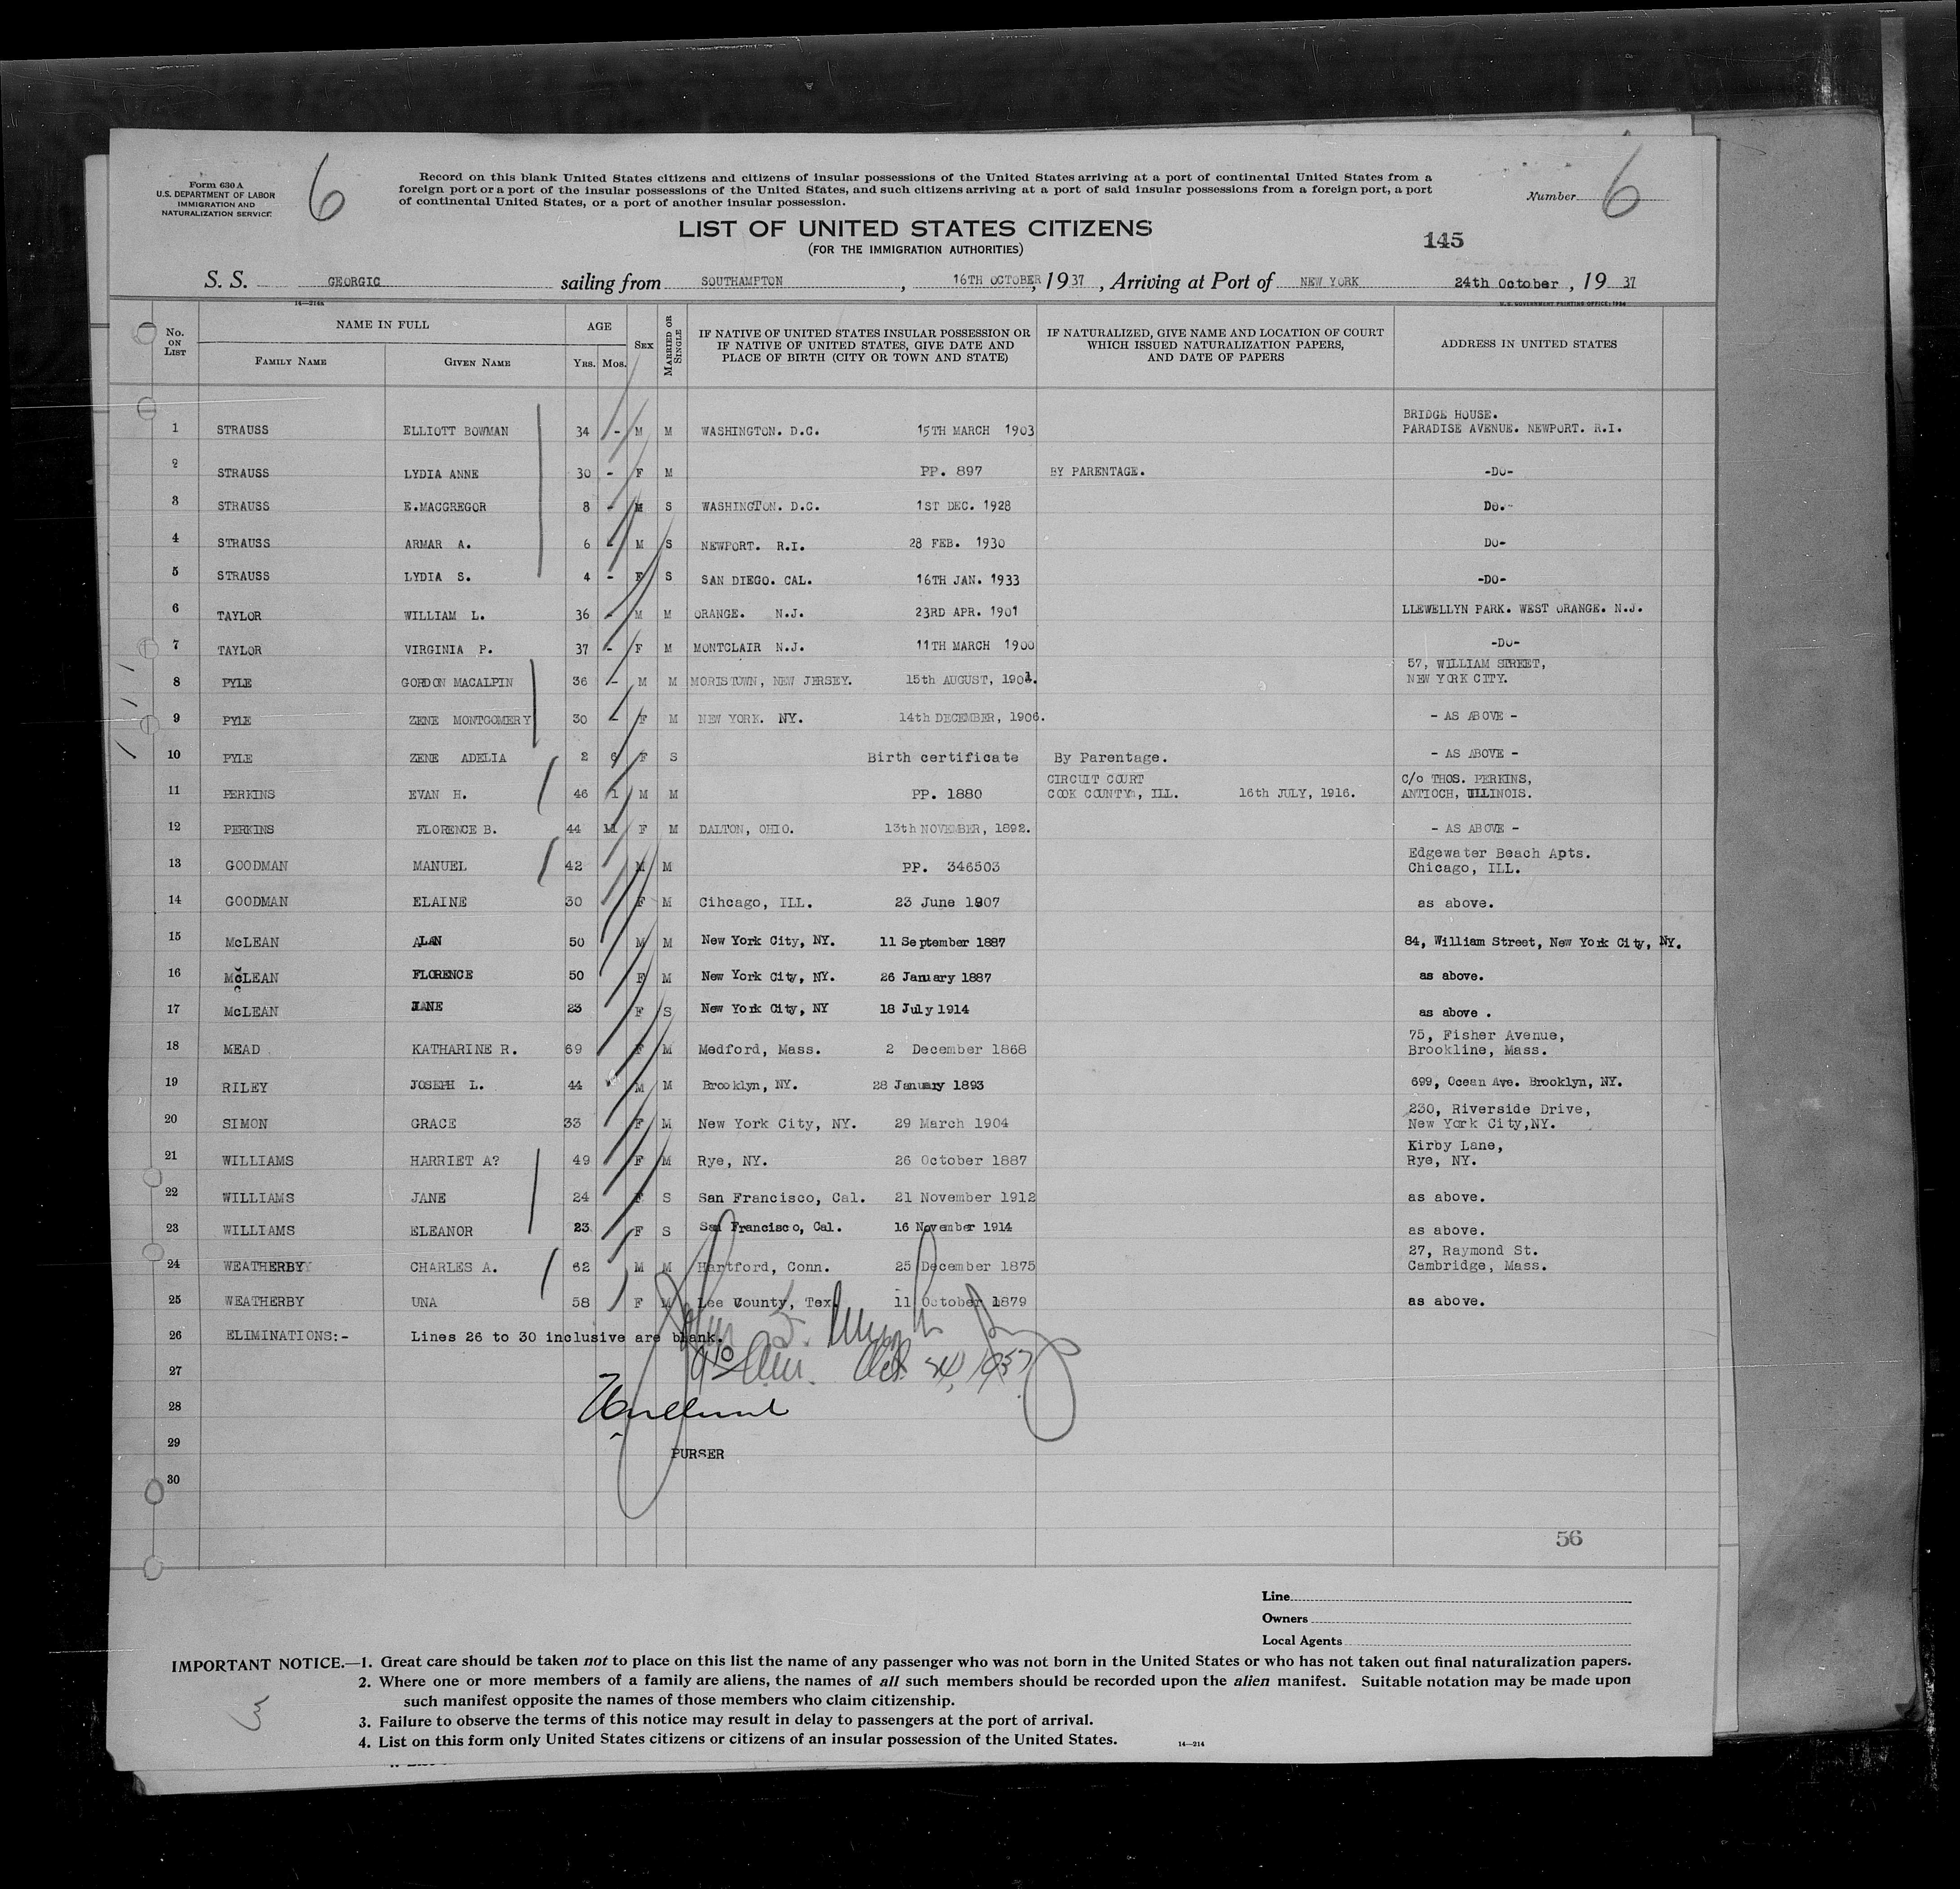 Form 630 A
U.S. DEPARTMENT OF LABOR
IMMIGRATION AND
NATURALIZATION SERVICE
6
Record on this blank United States citizens and citizens of insular possessions of the United States arriving at a port of continental United States from a
foreign port or a port of the insular possessions of the United States, and such citizens arriving at a port of said insular possessions from a foreign port, a port
of continental United States, or a port of another insular possession.
Number 6
LIST OF UNITED STATES CITIZENS
(FOR THE IMMIGRATION AUTHORITIES)
145
S. S. GEORGIC sailing from SOUTHAMPTON, 16TH OCTOBER, 1937, Arriving at Port of NEW YORK 24th October, 19 37
14—214a
U.S. GOVERNMENT PRINTING OFFICE: 1934
No. ON LIST
NAME IN FULL
FAMILY NAME
GIVEN NAME
AGE
YRS. MOS.
SEX
MARRIED OR SINGLE
IF NATIVE OF UNITED STATES INSULAR POSSESSION OR
IF NATIVE OF UNITED STATES, GIVE DATE AND
PLACE OF BIRTH (CITY OR TOWN AND STATE)
IF NATURALIZED, GIVE NAME AND LOCATION OF COURT
WHICH ISSUED NATURALIZATION PAPERS,
AND DATE OF PAPERS
ADDRESS IN UNITED STATES
1 STRAUSS ELLIOTT BOWMAN 34 - M M WASHINGTON. D.C. 15TH MARCH 1903 BRIDGE HOUSE.
PARADISE AVENUE. NEWPORT. R.I.
2 STRAUSS LYDIA ANNE 30 - F M PP. 897 BY PARENTAGE. -DO-
3 STRAUSS E.MACGREGOR 8 - M S WASHINGTON. D.C. 1ST DEC. 1928 DO.-
4 STRAUSS ARMAR A. 6 - M S NEWPORT. R.I. 28 FEB. 1930 DO-
5 STRAUSS LYDIA S. 4 - F S SAN DIEGO. CAL. 16TH JAN. 1933 -DO-
6 TAYLOR WILLIAM L. 36 - M M ORANGE. N.J. 23RD APR. 1901 LLEWELLYN PARK. WEST ORANGE. N.J.
7 TAYLOR VIRGINIA P. 37 - F M MONTCLAIR N.J. 11TH MARCH 1900 -DO-
8 PYLE GORDON MACALPIN 36 - M M MORISTOWN, NEW JERSEY. 15th AUGUST, 1901. 57, WILLIAM STREET,
NEW YORK CITY.
9 PYLE ZENE MONTGOMERY 30 - F M NEW YORK. NY. 14th DECEMBER, 1906. - AS ABOVE -
10 PYLE ZENE ADELIA 2 6 F S Birth certificate By Parentage. - AS ABOVE -
11 PERKINS EVAN H. 46 1 M M PP. 1880 CIRCUIT COURT
COOK COUNTY, ILL. 16th JULY, 1916. C/o THOS. PERKINS,
ANTIOCH, ILLINOIS.
12 PERKINS FLORENCE B. 44 11 F M DALTON, OHIO. 13th NOVEMBER, 1892. - AS ABOVE -
13 GOODMAN MANUEL 42 M M PP. 346503 Edgewater Beach Apts.
Chicago, ILL.
14 GOODMAN ELAINE 30 F M Cihcago, ILL. 23 June 1907 as above.
15 McLEAN ALAN 50 M M New York City, NY. 11 September 1887 84, William Street, New York City, NY.
16 McLEAN FLORENCE 50 F M New York City, NY. 26 January 1887 as above.
17 McLEAN JANE 23 F S New York City, NY 18 July 1914 as above .
18 MEAD KATHARINE R. 69 F M Medford, Mass. 2 December 1868 75, Fisher Avenue,
Brookline, Mass.
19 RILEY JOSEPH L. 44 M M Brooklyn, NY. 28 January 1893 699, Ocean Ave. Brooklyn, NY.
20 SIMON GRACE 33 F M New York City, NY. 29 March 1904 230, Riverside Drive,
New York City,NY.
21 WILLIAMS HARRIET A? 49 F M Rye, NY. 26 October 1887 Kirby Lane,
Rye, NY.
22 WILLIAMS JANE 24 F S San Francisco, Cal. 21 November 1912 as above.
23 WILLIAMS ELEANOR 23 F S San Francisco, Cal. 16 November 1914 as above.
24 WEATHERBY CHARLES A. 62 M M Hartford, Conn. 25 December 1875 27, Raymond St.
Cambridge, Mass.
25 WEATHERBY UNA 58 F M Lee County, Tex. 11 October 1879 as above.
26 ELIMINATIONS:- Lines 26 to 30 inclusive are blank.
27 Oct 24, 1937
28
29 PURSER
30
56
Line
Owners
Local Agents
IMPORTANT NOTICE.—1. Great care should be taken not to place on this list the name of any passenger who was not born in the United States or who has not taken out final naturalization papers.
2. Where one or more members of a family are aliens, the names of all such members should be recorded upon the alien manifest. Suitable notation may be made upon
such manifest opposite the names of those members who claim citizenship.
3. Failure to observe the terms of this notice may result in delay to passengers at the port of arrival.
4. List on this form only United States citizens or citizens of an insular possession of the United States.
14—214